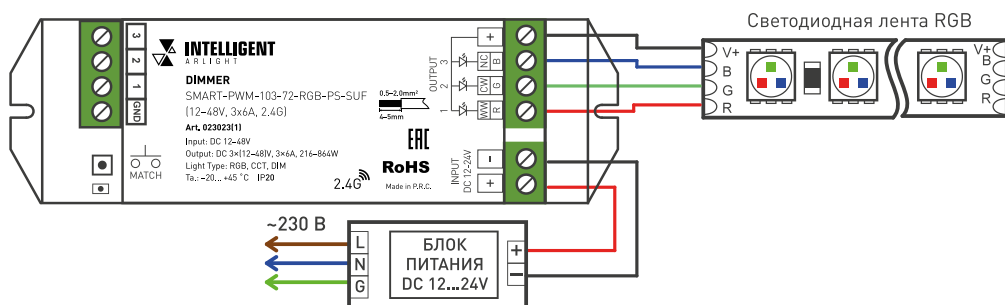 Светодиодная лента RGB
3
2
1
GND
MATCH
INTELLIGENT
ARLIGHT
DIMMER
SMART-PWM-103-72-RGB-PS-SUF
(12-48V, 3x6A, 2.4G)
Art. 023023(1)
Input: DC 12-48V
Output: DC 3×(12-48)V, 3×6A, 216-864W
Light Type: RGB, CCT, DIM
Ta.: -20... +45 °C IP20
2.4G
0.5-2.0mm²
4-5mm
EAC
RoHS
Made in P.R.C.
OUTPUT
+
3 NC B
2 CW G
1 WW R
INPUT
DC 12-24V
-
+
V+
B
G
R
V+
B
G
R
~230 В
L
N
G
БЛОК
ПИТАНИЯ
DC 12...24V
+
–